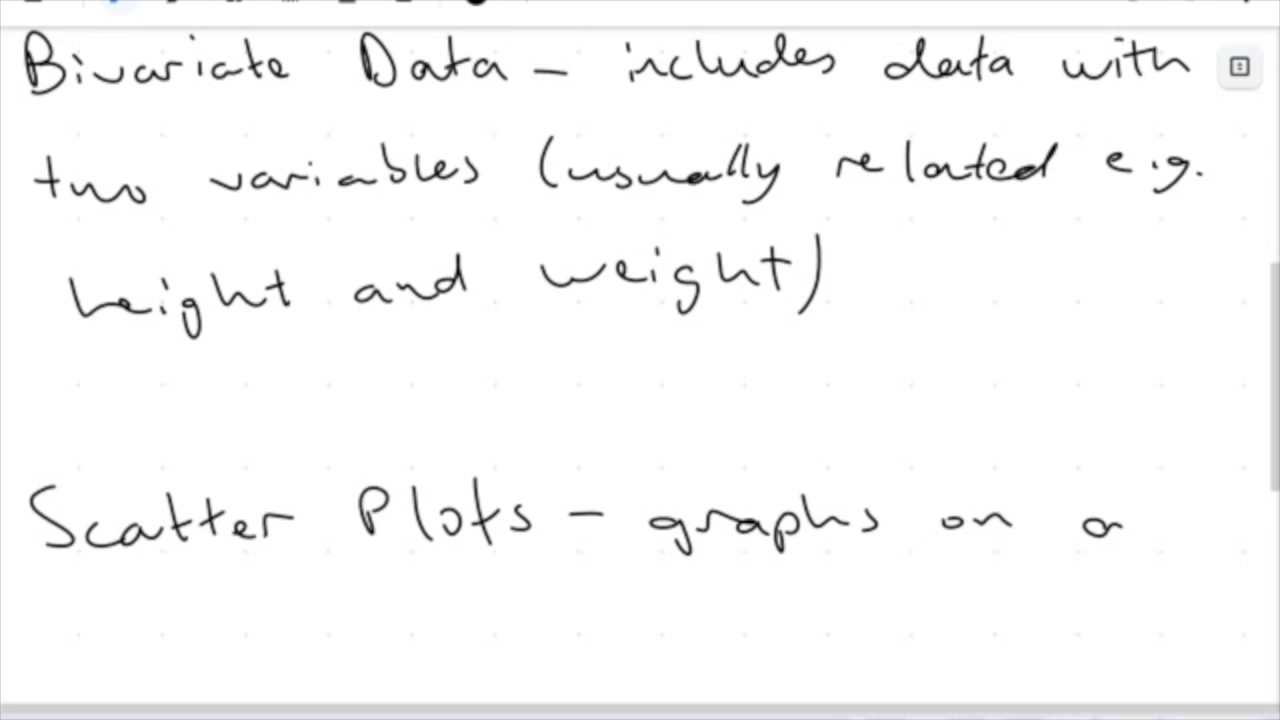 Bivariate Data - includes data with
two variables (usually related e.g.
height and weight)
Scatter Plots - graphs on a